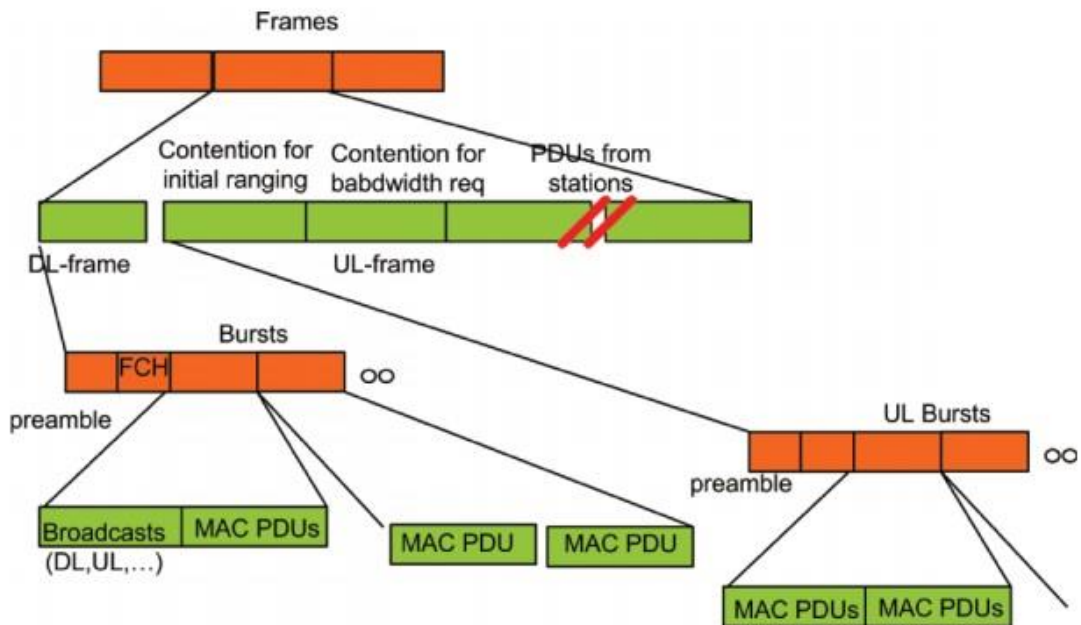 Frames
Contention for
initial ranging
Contention for
babdwidth req
PDUs from
stations
DL-frame
UL-frame
Bursts
FCH
∞
preamble
UL Bursts
∞
preamble
Broadcasts
(DL,UL,...)
MAC PDUs
MAC PDU
MAC PDU
MAC PDUs
MAC PDUs